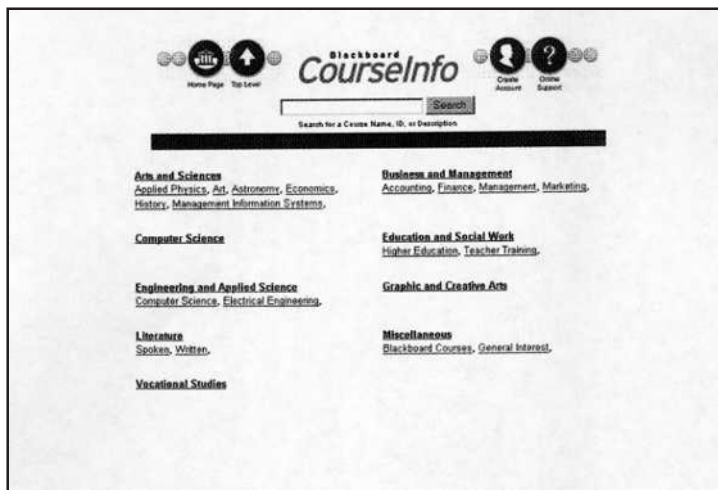 Blackboard
CourseInfo
Home Page Top Level
Create Account
Online Support
Search
Search for a Course Name, ID, or Description
Arts and Sciences
Applied Physics, Art, Astronomy, Economics,
History, Management Information Systems,
Business and Management
Accounting, Finance, Management, Marketing,
Computer Science
Education and Social Work
Higher Education, Teacher Training,
Engineering and Applied Science
Computer Science, Electrical Engineering,
Graphic and Creative Arts
Literature
Spoken, Written,
Miscellaneous
Blackboard Courses, General Interest,
Vocational Studies